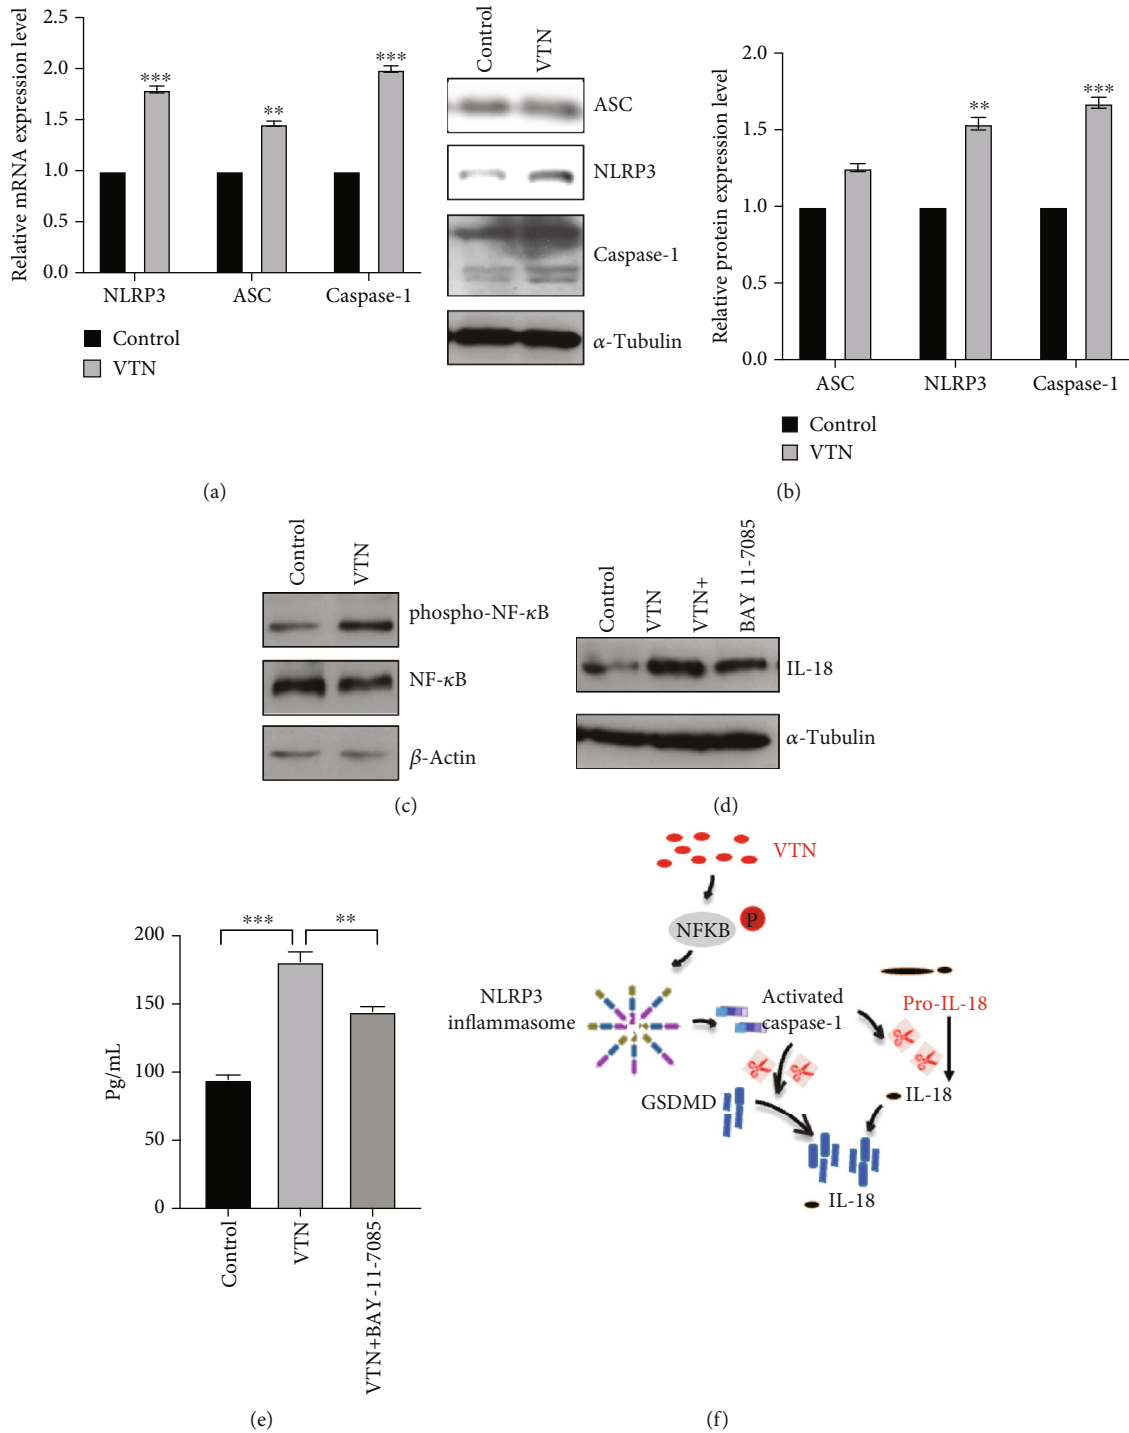 Relative mRNA expression level
2.5
2.0
1.5
1.0
2.5
0.0
***
**
***
NLRP3
ASC
Caspase-1
Control
VTN
(a)
Control
VTN
ASC
NLRP3
Caspase-1
α-Tubulin
Relative protein expression level
2.0
1.5
1.0
1.5
0.0
**
***
ASC
NLRP3
Caspase-1
Control
VTN
(b)
Control
VTN
phospho-NF-κB
NF-κB
β-Actin
(c)
Control
VTN
VTN+
BAY 11-7085
IL-18
α-Tubulin
(d)
Pg/mL
200
150
100
50
0
***
**
Control
VTN
VTN+BAY-11-7085
(e)
VTN
NFKB
P
NLRP3
inflammasome
Activated
caspase-1
Pro-IL-18
GSDMD
IL-18
IL-18
(f)